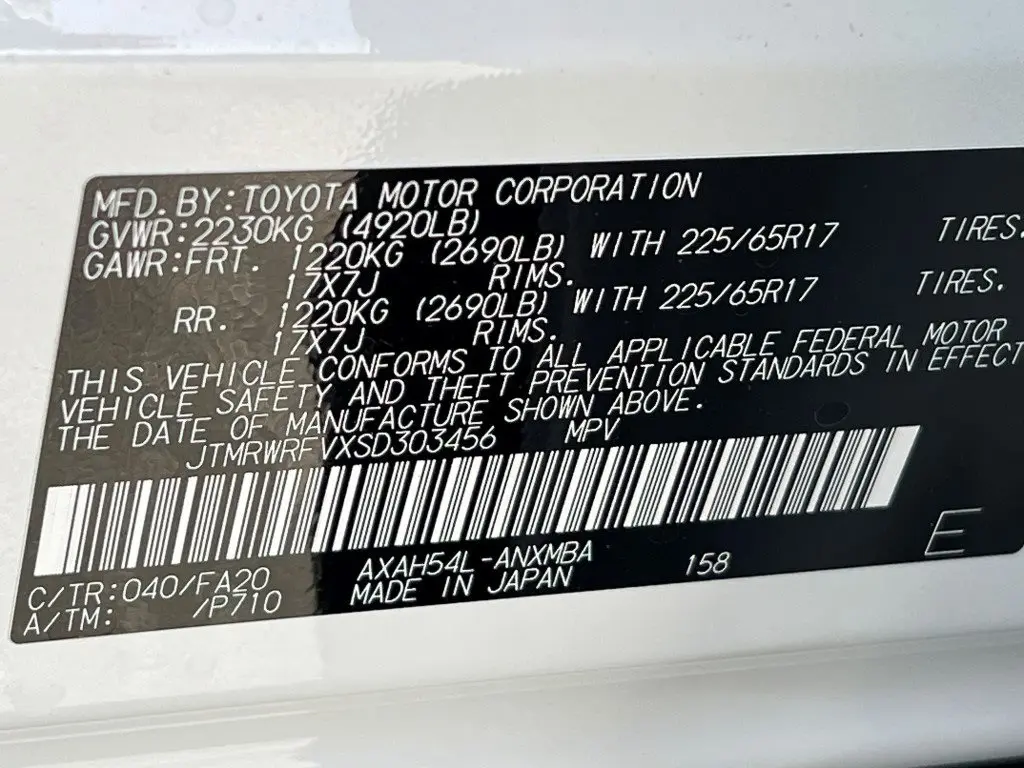 MFD.BY:TOYOTA MOTOR CORPORATION
GVWR:2230KG (4920LB)
GAWR:FRT. 1220KG (2690LB) WITH 225/65R17 TIRES.
17X7J RIMS.
RR. 1220KG (2690LB) WITH 225/65R17 TIRES.
17X7J RIMS.
THIS VEHICLE CONFORMS TO ALL APPLICABLE FEDERAL MOTOR
VEHICLE SAFETY AND THEFT PREVENTION STANDARDS IN EFFECT
THE DATE OF MANUFACTURE SHOWN ABOVE.
JTMRWRFVXSD303456 MPV
C/TR:040/FA20 AXAH54L-ANXMBA 158 E
A/TM: /P710 MADE IN JAPAN